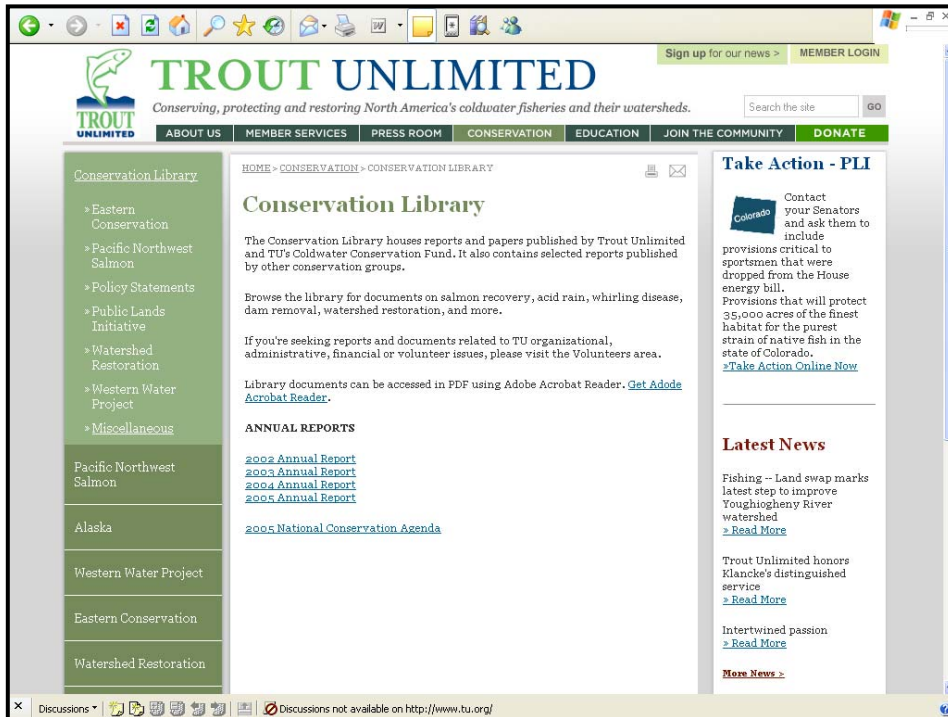 Sign up for our news >
MEMBER LOGIN
TROUT UNLIMITED
TROUT
UNLIMITED
Conserving, protecting and restoring North America's coldwater fisheries and their watersheds.
Search the site
GO
ABOUT US
MEMBER SERVICES
PRESS ROOM
CONSERVATION
EDUCATION
JOIN THE COMMUNITY
DONATE
Conservation Library
» Eastern
Conservation
» Pacific Northwest
Salmon
» Policy Statements
» Public Lands
Initiative
» Watershed
Restoration
» Western Water
Project
» Miscellaneous
Pacific Northwest
Salmon
Alaska
Western Water Project
Eastern Conservation
Watershed Restoration
HOME > CONSERVATION > CONSERVATION LIBRARY
Conservation Library
The Conservation Library houses reports and papers published by Trout Unlimited
and TU's Coldwater Conservation Fund. It also contains selected reports published
by other conservation groups.
Browse the library for documents on salmon recovery, acid rain, whirling disease,
dam removal, watershed restoration, and more.
If you're seeking reports and documents related to TU organizational,
administrative, financial or volunteer issues, please visit the Volunteers area.
Library documents can be accessed in PDF using Adobe Acrobat Reader. Get Adode
Acrobat Reader.
ANNUAL REPORTS
2002 Annual Report
2003 Annual Report
2004 Annual Report
2005 Annual Report
2005 National Conservation Agenda
Take Action - PLI
Colorado
Contact
your Senators
and ask them to
include
provisions critical to
sportsmen that were
dropped from the House
energy bill.
Provisions that will protect
35,000 acres of the finest
habitat for the purest
strain of native fish in the
state of Colorado.
»Take Action Online Now
Latest News
Fishing -- Land swap marks
latest step to improve
Youghiogheny River
watershed
» Read More
Trout Unlimited honors
Klancke's distinguished
service
» Read More
Intertwined passion
» Read More
More News >
Discussions
Discussions not available on http://www.tu.org/